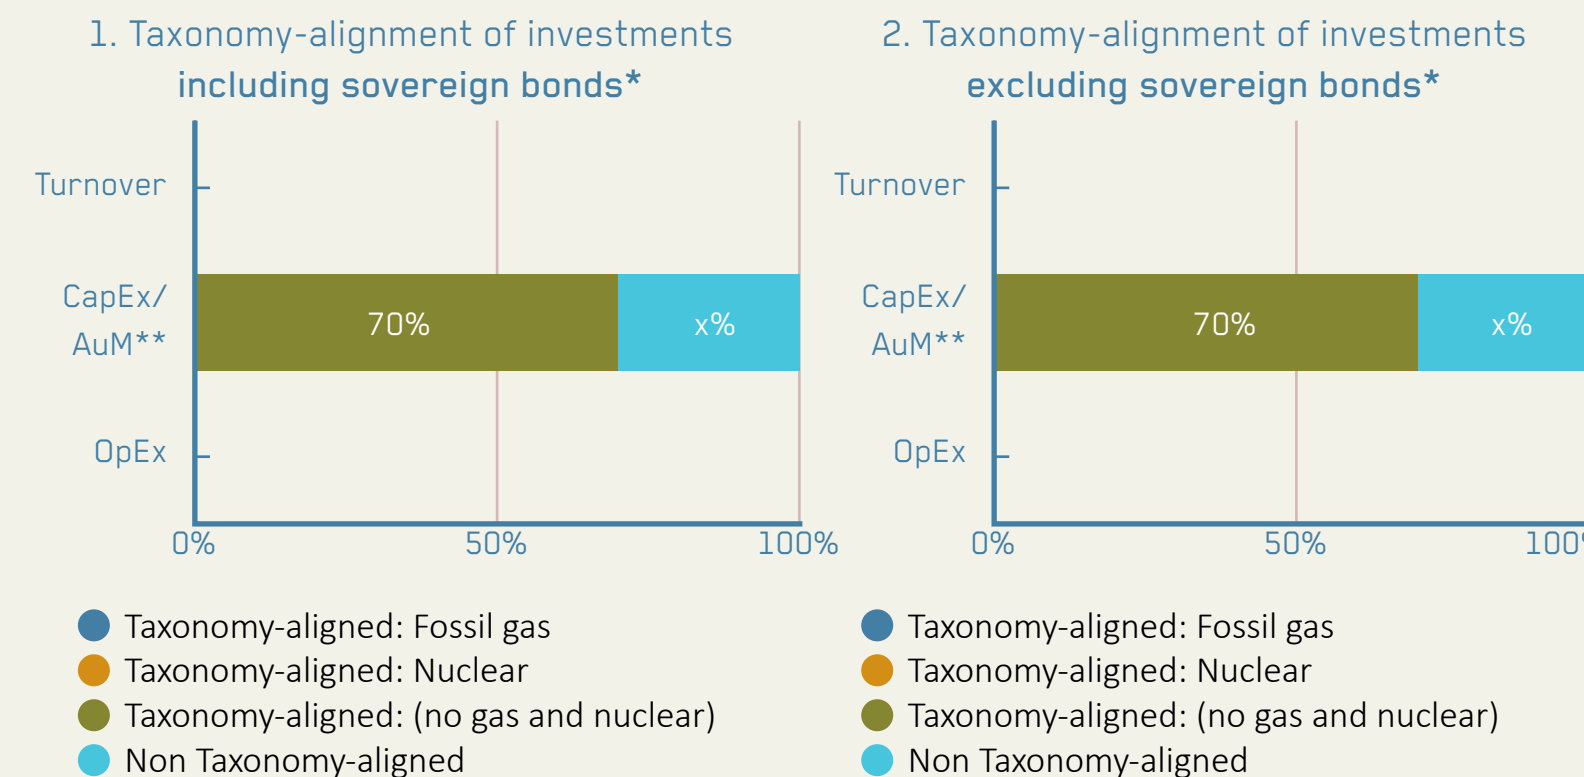 1. Taxonomy-alignment of investments
including sovereign bonds*
Turnover
CapEx/
AuM**
70%
x%
OpEx
0%
50%
100%
Taxonomy-aligned: Fossil gas
Taxonomy-aligned: Nuclear
Taxonomy-aligned: (no gas and nuclear)
Non Taxonomy-aligned
2. Taxonomy-alignment of investments
excluding sovereign bonds*
Turnover
CapEx/
AuM**
70%
x%
OpEx
0%
50%
100%
Taxonomy-aligned: Fossil gas
Taxonomy-aligned: Nuclear
Taxonomy-aligned: (no gas and nuclear)
Non Taxonomy-aligned